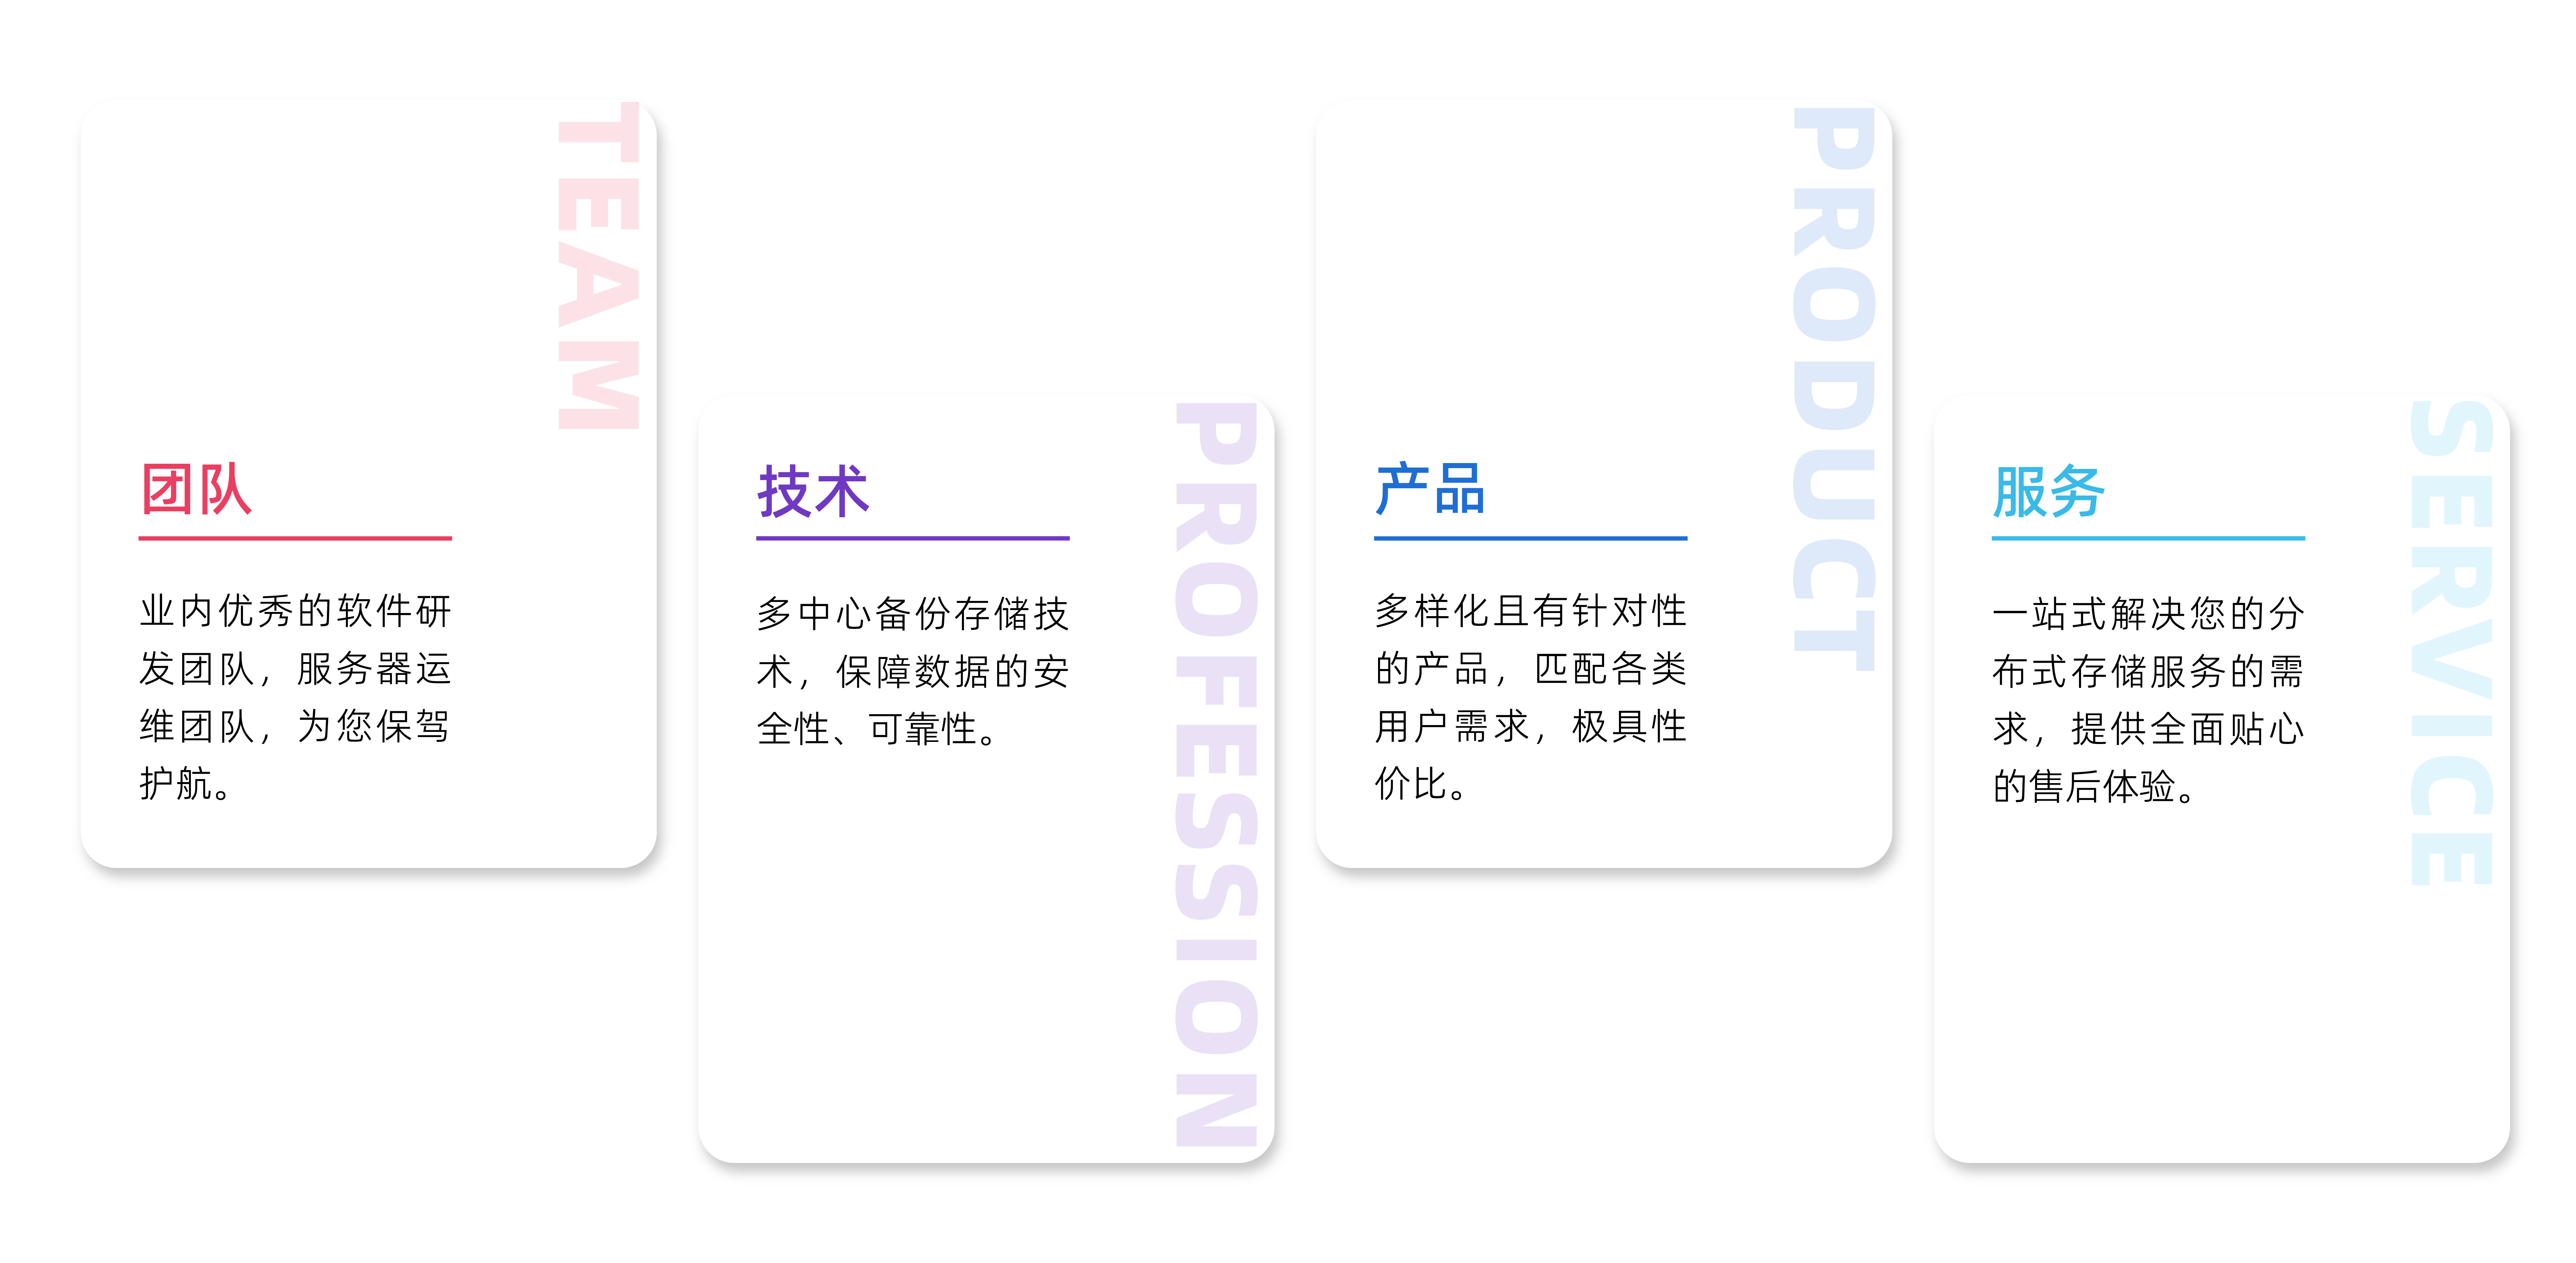 TEAM
团队
业内优秀的软件研
发团队，服务器运
维团队，为您保驾
护航。
PROFESSION
技术
多中心备份存储技
术，保障数据的安
全性、可靠性。
PRODUCT
产品
多样化且有针对性
的产品，匹配各类
用户需求，极具性
价比。
SERVICE
服务
一站式解决您的分
布式存储服务的需
求，提供全面贴心
的售后体验。